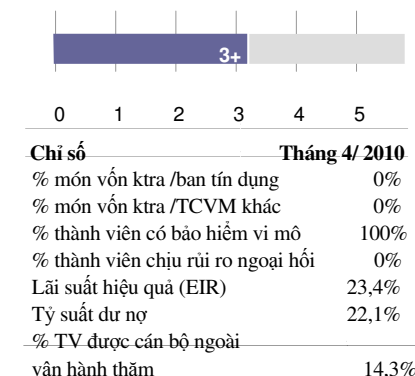 3+
0 1 2 3 4 5
Chỉ số Tháng 4/ 2010
% món vốn ktra /ban tín dụng 0%
% món vốn ktra /TCVM khác 0%
% thành viên có bảo hiểm vi mô 100%
% thành viên chịu rủi ro ngoại hối 0%
Lãi suất hiệu quả (EIR) 23,4%
Tỷ suất dư nợ 22,1%
% TV được cán bộ ngoài
vận hành thăm 14,3%